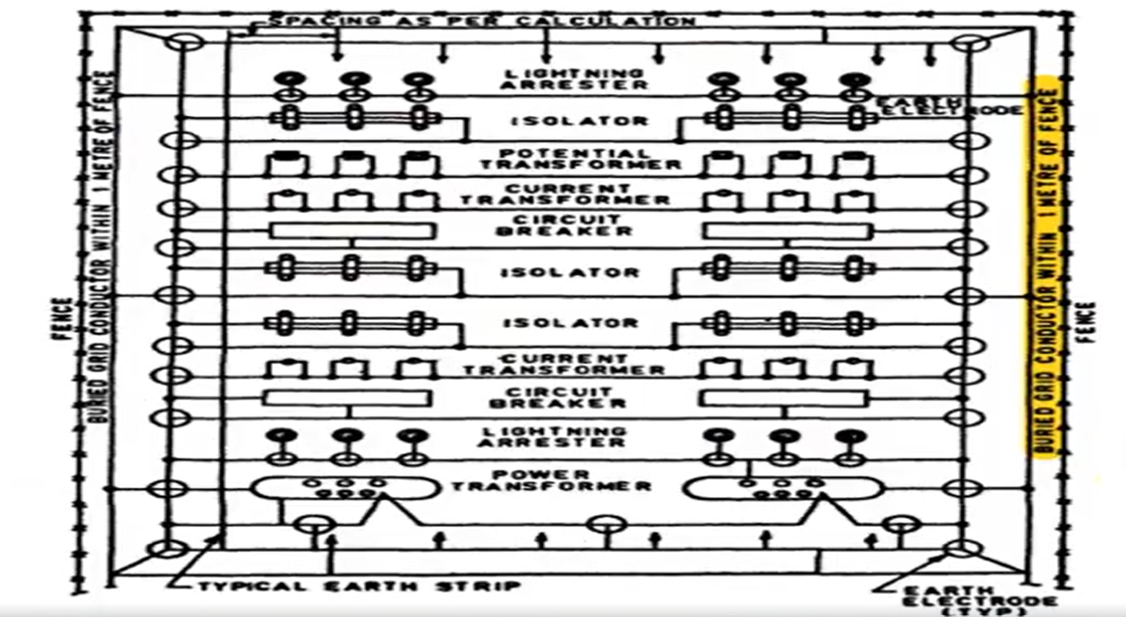 SPACING AS PER CALCULATION
LIGHTNING
ARRESTER
EARTH
ELECTRODE
ISOLATOR
POTENTIAL
TRANSFORMER
CURRENT
TRANSFORMER
CIRCUIT
BREAKER
ISOLATOR
ISOLATOR
CURRENT
TRANSFORMER
CIRCUIT
BREAKER
LIGHTNING
ARRESTER
POWER
TRANSFORMER
TYPICAL EARTH STRIP
EARTH
ELECTRODE
(TYP)
FENCE
BURIED GRID CONDUCTOR WITHIN 1 METRE OF FENCE
BURIED GRID CONDUCTOR WITHIN 1 METRE OF FENCE
FENCE